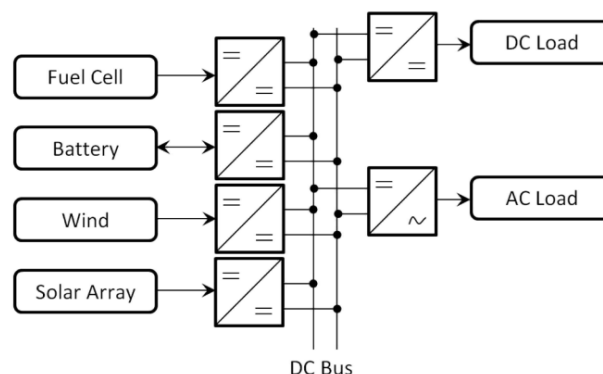 Fuel Cell
DC Load
Battery
Wind
AC Load
Solar Array
DC Bus